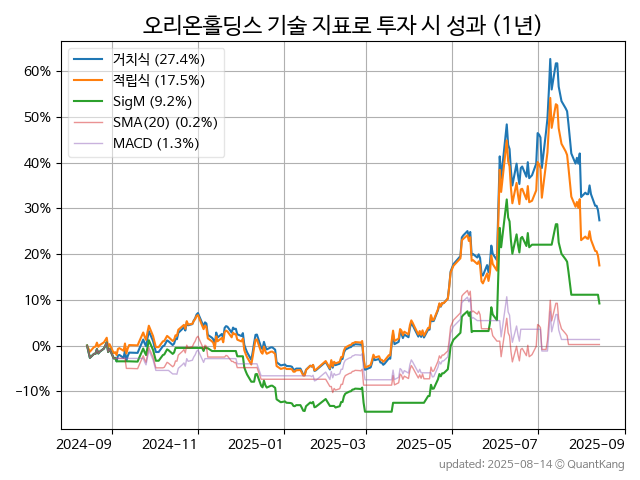 오리온홀딩스 기술 지표로 투자 시 성과 (1년)
거치식 (27.4%)
적립식 (17.5%)
SigM (9.2%)
SMA(20) (0.2%)
MACD (1.3%)
60%
50%
40%
30%
20%
10%
0%
−10%
2024-09 2024-11 2025-01 2025-03 2025-05 2025-07 2025-09
updated: 2025-08-14 ⓒ QuantKang